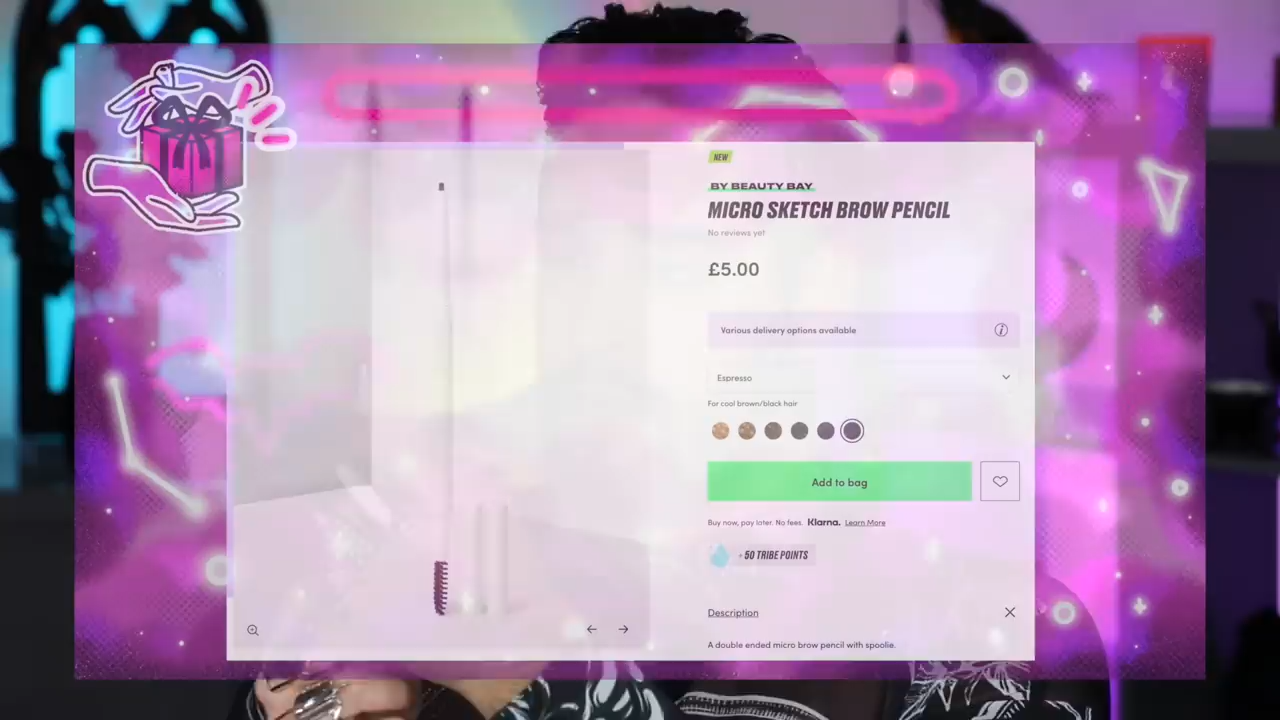 NEW
BY BEAUTY BAY
MICRO SKETCH BROW PENCIL
No reviews yet
£5.00
Various delivery options available
Espresso
For cool brown/black hair
Add to bag
Buy now, pay later. No fees. Klarna. Learn More
+ 50 TRIBE POINTS
Description
A double ended micro brow pencil with spoolie.